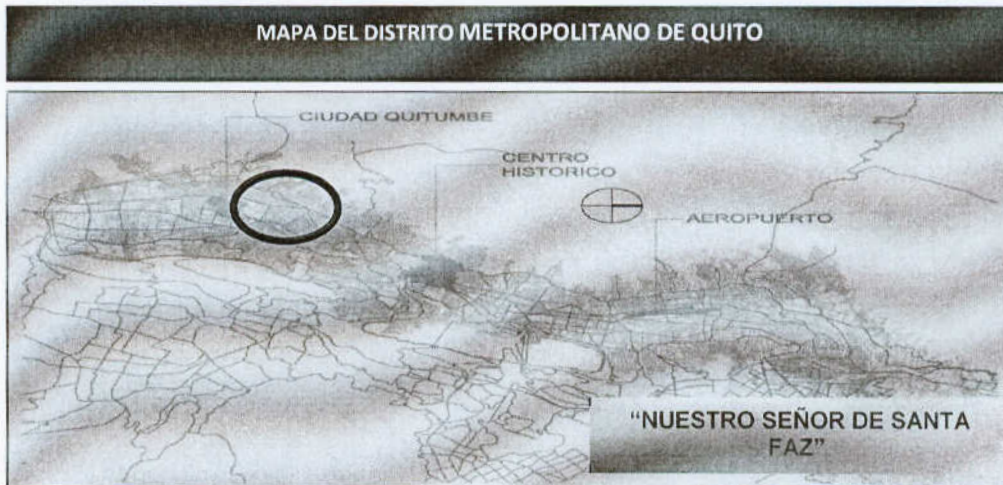 MAPA DEL DISTRITO METROPOLITANO DE QUITO
CIUDAD QUITUMBE
CENTRO
HISTORICO
AEROPUERTO
“NUESTRO SEÑOR DE SANTA
FAZ”